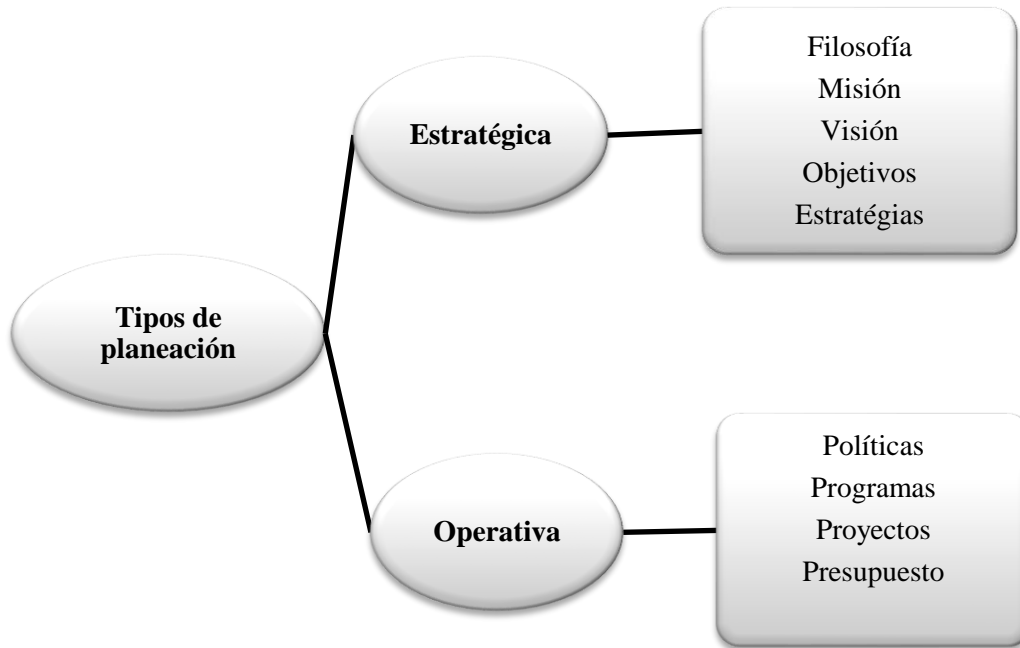 Tipos de
planeación
Estratégica
Filosofía
Misión
Visión
Objetivos
Estratégias
Operativa
Políticas
Programas
Proyectos
Presupuesto